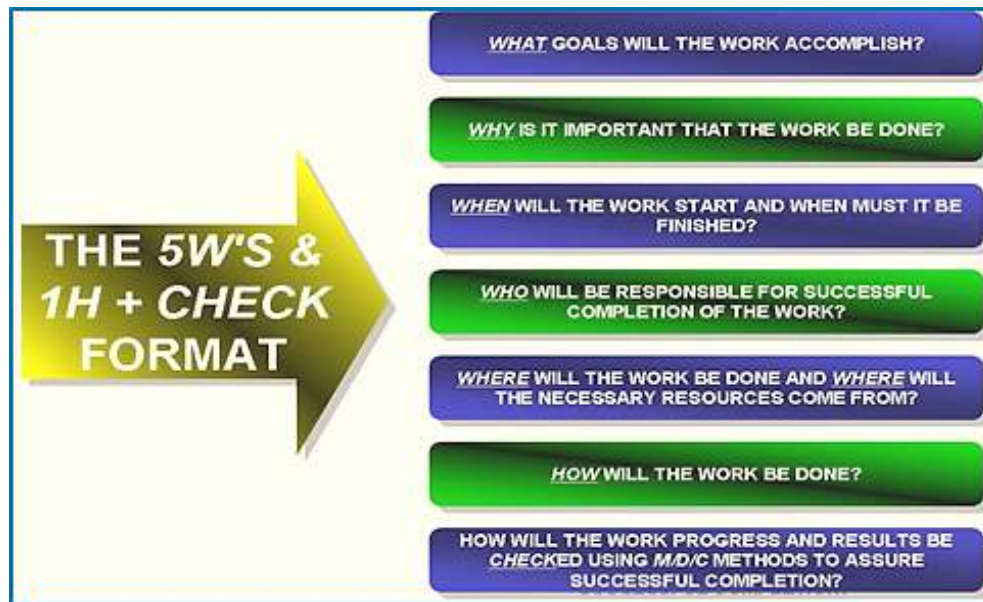 THE 5W'S &
1H + CHECK
FORMAT
WHAT GOALS WILL THE WORK ACCOMPLISH?
WHY IS IT IMPORTANT THAT THE WORK BE DONE?
WHEN WILL THE WORK START AND WHEN MUST IT BE
FINISHED?
WHO WILL BE RESPONSIBLE FOR SUCCESSFUL
COMPLETION OF THE WORK?
WHERE WILL THE WORK BE DONE AND WHERE WILL
THE NECESSARY RESOURCES COME FROM?
HOW WILL THE WORK BE DONE?
HOW WILL THE WORK PROGRESS AND RESULTS BE
CHECKED USING M/D/C METHODS TO ASSURE
SUCCESSFUL COMPLETION?